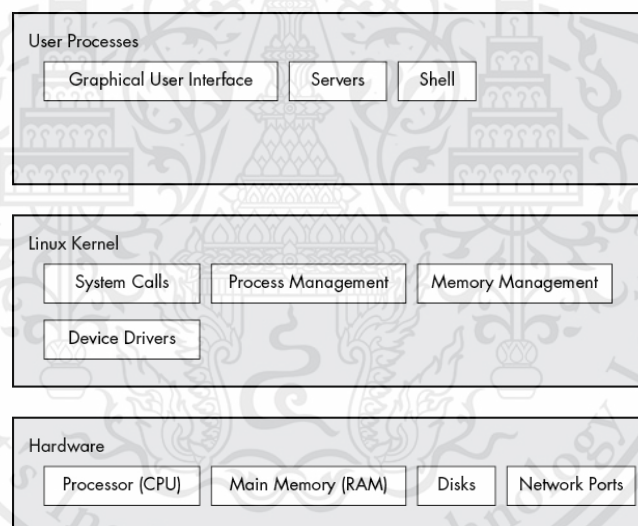 User Processes
Graphical User Interface Servers Shell
Linux Kernel
System Calls Process Management Memory Management
Device Drivers
Hardware
Processor (CPU) Main Memory (RAM) Disks Network Ports